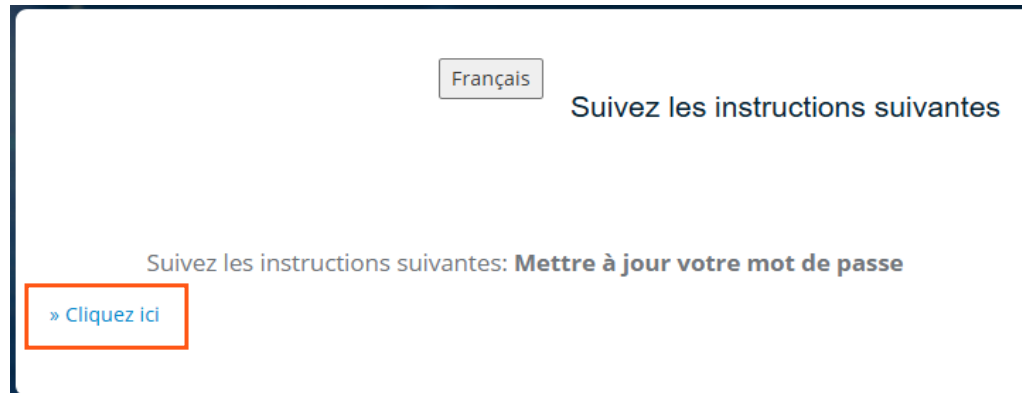 Français
Suivez les instructions suivantes
Suivez les instructions suivantes: Mettre à jour votre mot de passe
» Cliquez ici